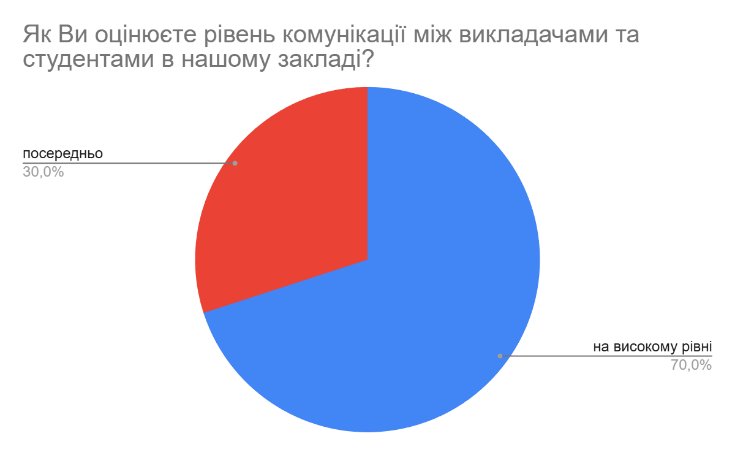 Як Ви оцінюєте рівень комунікації між викладачами та
студентами в нашому закладі?
посередньо
30,0%
на високому рівні
70,0%